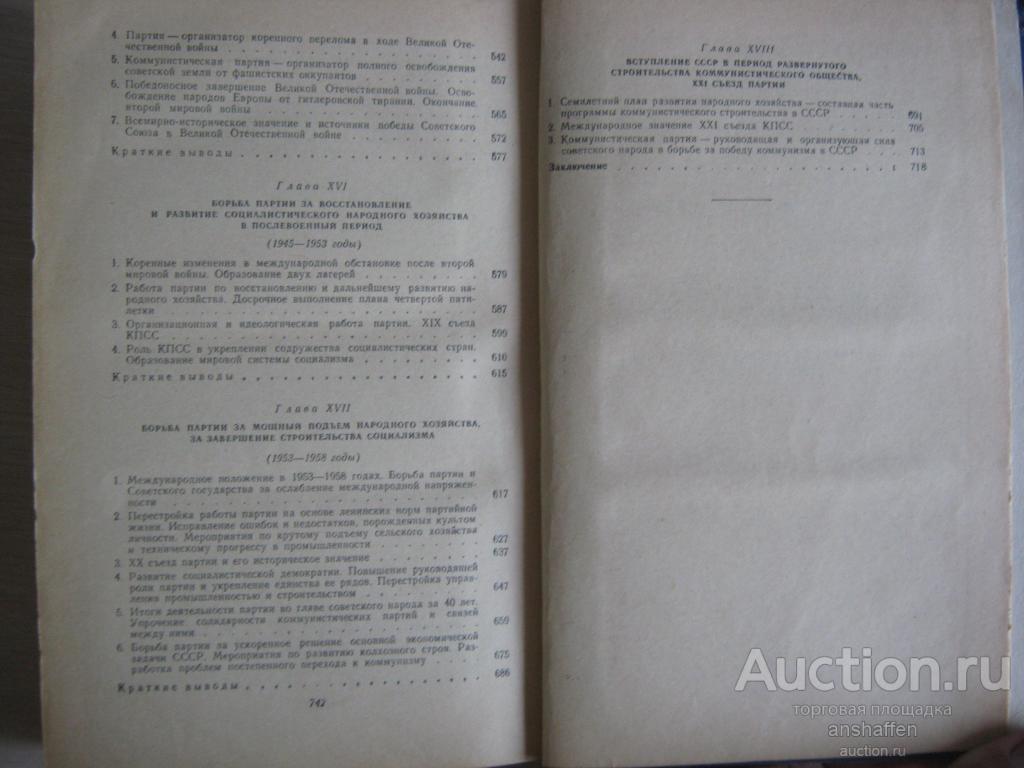 4. Партия — организатор коренного перелома в ходе Великой Оте-
чественной войны . . . . . . . . . . . . . . . . 542
5. Коммунистическая партия — организатор полного освобождения
советской земли от фашистских оккупантов . . . . . . . 557
6. Победоносное завершение Великой Отечественной войны. Осво-
бождение народов Европы от гитлеровской тирании. Окончание
второй мировой войны . . . . . . . . . . . . . . 565
7. Всемирно-историческое значение и источники победы Советского
Союза в Великой Отечественной войне . . . . . . . . . 572
Краткие выводы . . . . . . . . . . . . . . . . . 577
Глава XVI
БОРЬБА ПАРТИИ ЗА ВОССТАНОВЛЕНИЕ
И РАЗВИТИЕ СОЦИАЛИСТИЧЕСКОГО НАРОДНОГО ХОЗЯЙСТВА
В ПОСЛЕВОЕННЫЙ ПЕРИОД
(1945—1953 годы)
1. Коренные изменения в международной обстановке после второй
мировой войны. Образование двух лагерей . . . . . . . . 579
2. Работа партии по восстановлению и дальнейшему развитию на-
родного хозяйства. Досрочное выполнение плана четвертой пяти-
летки . . . . . . . . . . . . . . . . . . . . 587
3. Организационная и идеологическая работа партии. XIX съезд
КПСС . . . . . . . . . . . . . . . . . . . . 599
4. Роль КПСС в укреплении содружества социалистических стран.
Образование мировой системы социализма . . . . . . . . 610
Краткие выводы . . . . . . . . . . . . . . . . . 615
Глава XVII
БОРЬБА ПАРТИИ ЗА МОЩНЫЙ ПОДЪЕМ НАРОДНОГО ХОЗЯЙСТВА,
ЗА ЗАВЕРШЕНИЕ СТРОИТЕЛЬСТВА СОЦИАЛИЗМА
(1953—1958 годы)
1. Международное положение в 1953—1958 годах. Борьба партии и
Советского государства за ослабление международной напряжен-
ности . . . . . . . . . . . . . . . . . . . . 617
2. Перестройка работы партии на основе ленинских норм партийной
жизни. Исправление ошибок и недостатков, порожденных культом
личности. Мероприятия по крутому подъему сельского хозяйства
и техническому прогрессу в промышленности . . . . . . . 627
3. XX съезд партии и его историческое значение . . . . . . . 637
4. Развитие социалистической демократии. Повышение руководящей
роли партии и укрепление единства ее рядов. Перестройка управ-
ления промышленностью и строительством . . . . . . . . 647
5. Итоги деятельности партии во главе советского народа за 40 лет.
Упрочение солидарности коммунистических партий и связей
между ними . . . . . . . . . . . . . . . . . . 659
6. Борьба партии за ускоренное решение основной экономической
задачи СССР. Мероприятия по развитию колхозного строя. Раз-
работка проблем постепенного перехода к коммунизму . . . . 675
Краткие выводы . . . . . . . . . . . . . . . . . 686
742
Глава XVIII
ВСТУПЛЕНИЕ СССР В ПЕРИОД РАЗВЕРНУТОГО
СТРОИТЕЛЬСТВА КОММУНИСТИЧЕСКОГО ОБЩЕСТВА.
XXI СЪЕЗД ПАРТИИ
1. Семилетний план развития народного хозяйства — составная часть
программы коммунистического строительства в СССР . . . . 691
2. Международное значение XXI съезда КПСС . . . . . . . 705
3. Коммунистическая партия — руководящая и организующая сила
советского народа в борьбе за победу коммунизма в СССР . . . 713
Заключение . . . . . . . . . . . . . . . . . . 718
Auction.ru
торговая площадка
anshaffen
auction.ru